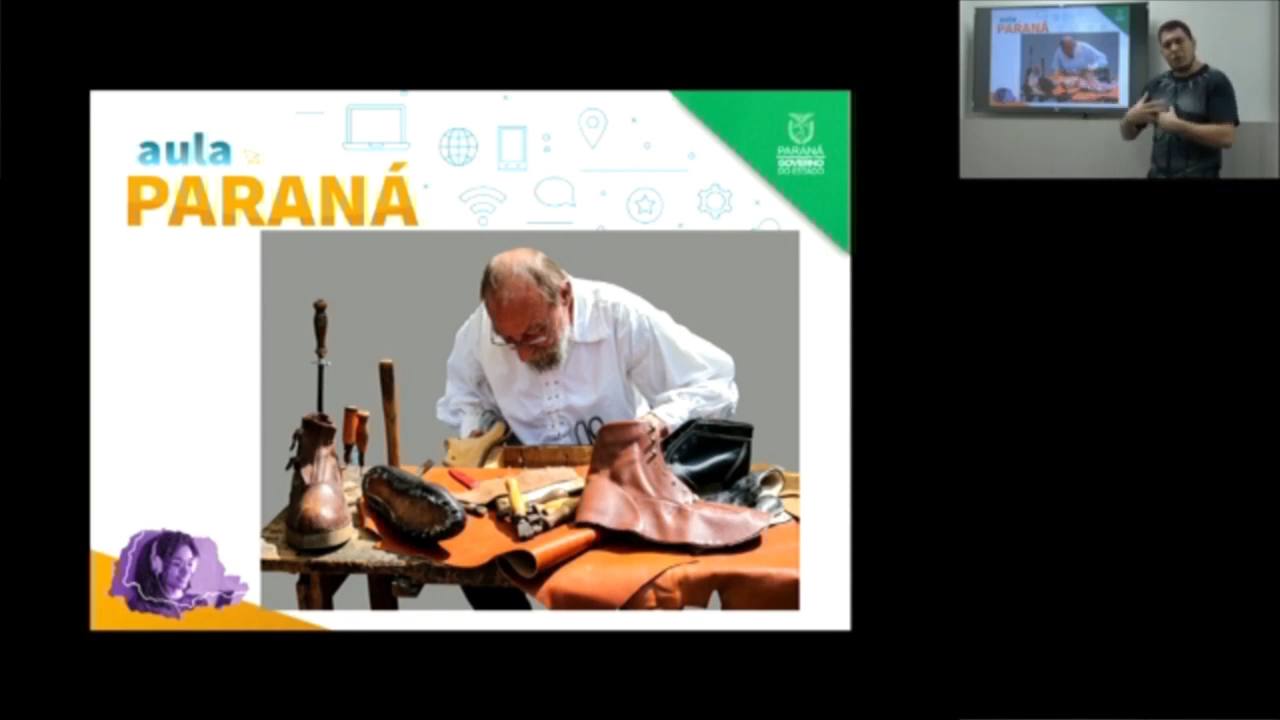 aula
PARANÁ
PARANÁ
GOVERNO
DO ESTADO
aula
PARANÁ